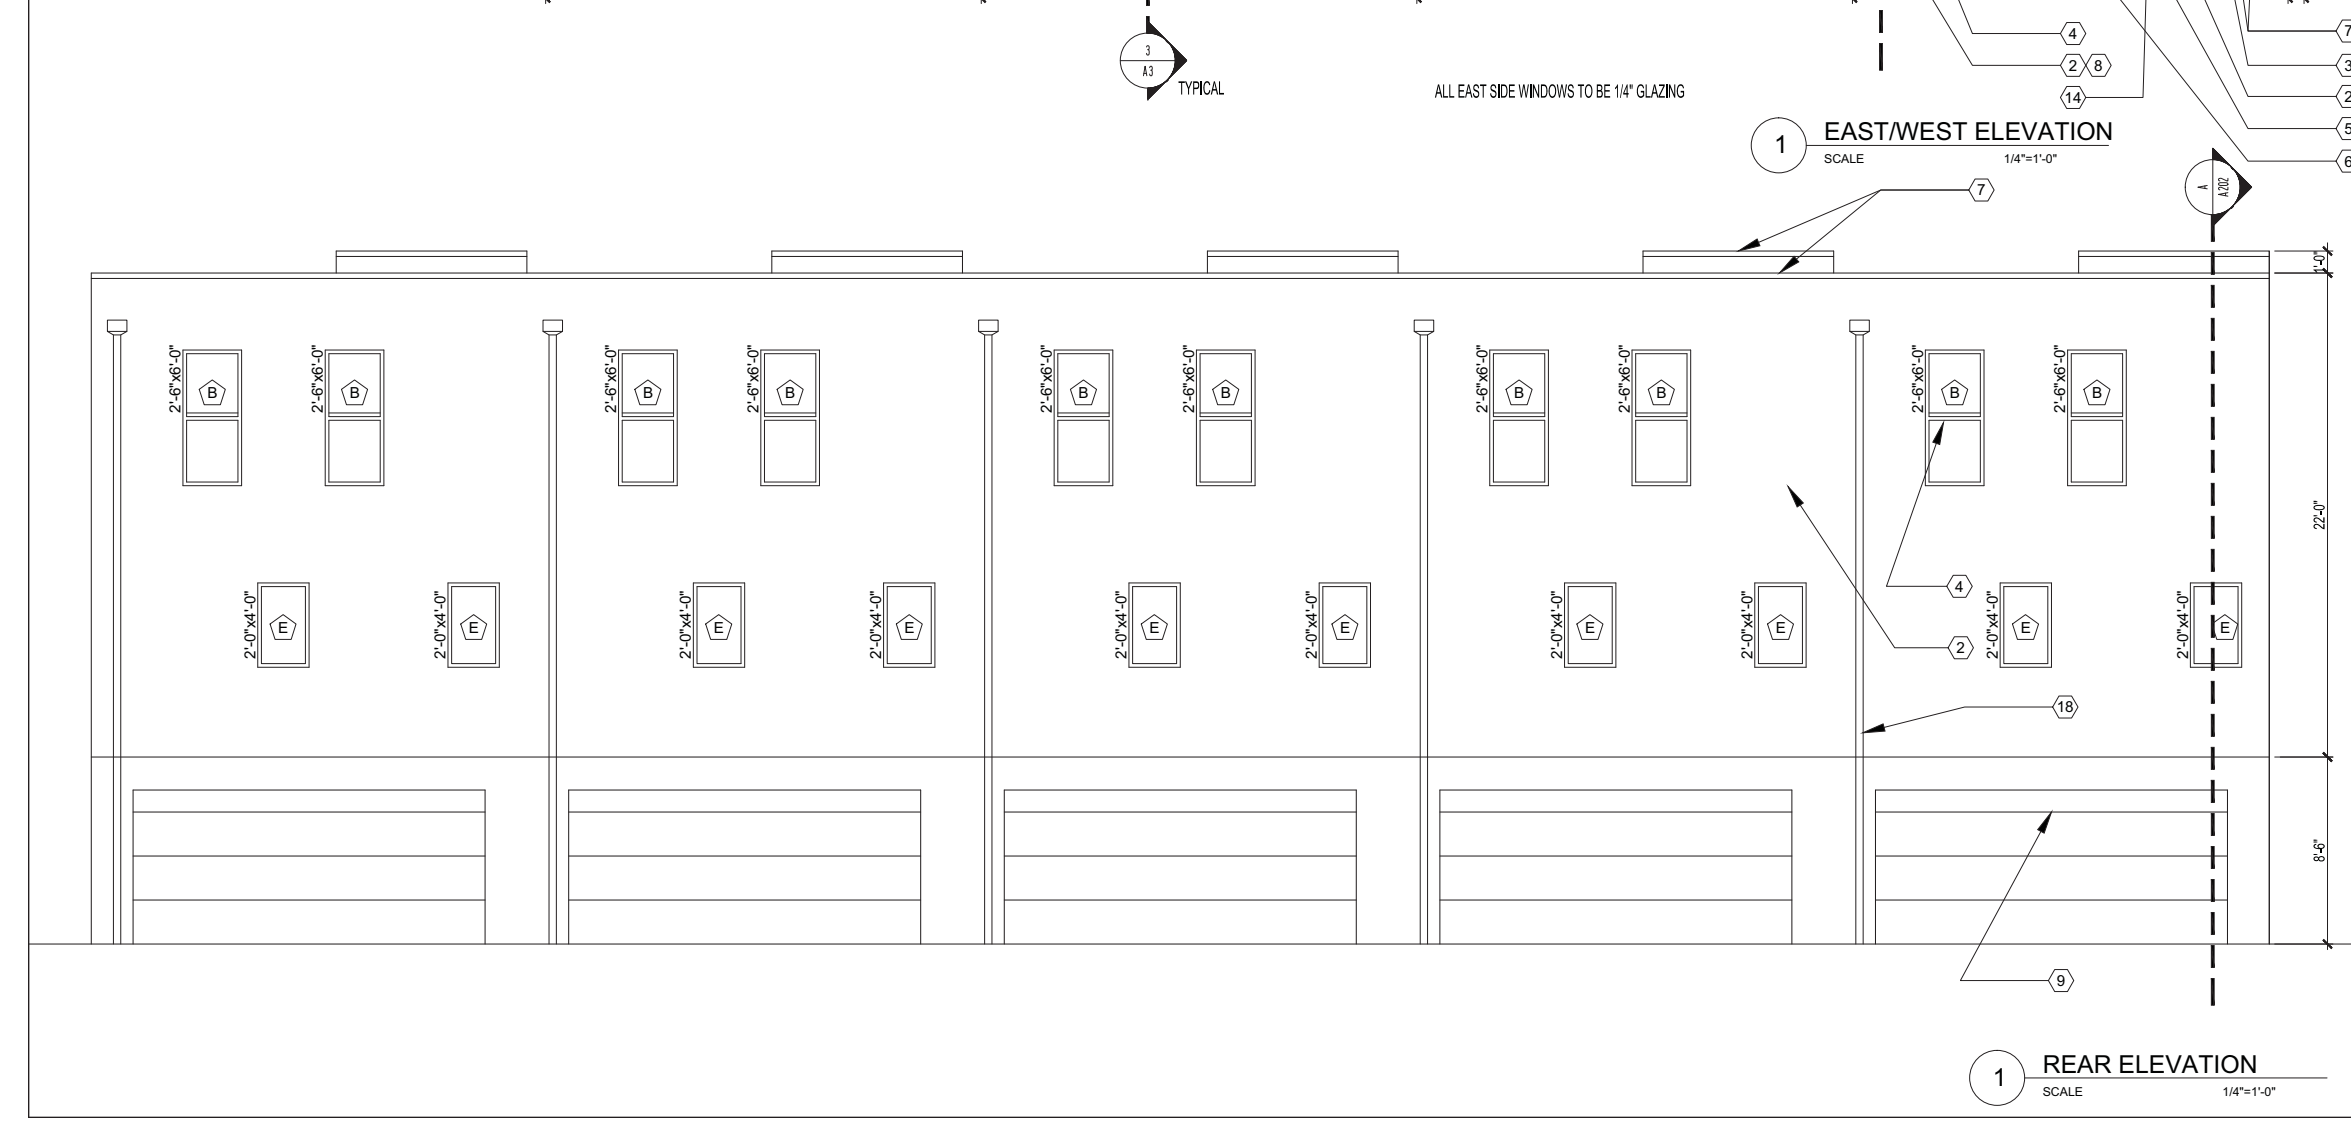 3
A3
TYPICAL
ALL EAST SIDE WINDOWS TO BE 1/4" GLAZING
4
2 8
14
7
3
2
5
6
1
EAST/WEST ELEVATION
SCALE 1/4"=1'-0"
A
A202
7
1'-0"
2'-6"x6'-0" B
2'-6"x6'-0" B
2'-6"x6'-0" B
2'-6"x6'-0" B
2'-6"x6'-0" B
2'-6"x6'-0" B
2'-6"x6'-0" B
2'-6"x6'-0" B
2'-6"x6'-0" B
2'-6"x6'-0" B
22'-0"
2'-0"x4'-0" E
2'-0"x4'-0" E
2'-0"x4'-0" E
2'-0"x4'-0" E
2'-0"x4'-0" E
2'-0"x4'-0" E
2'-0"x4'-0" E
2'-0"x4'-0" E
2'-0"x4'-0" E
2'-0"x4'-0" E
4
2
18
8'-6"
9
1
REAR ELEVATION
SCALE 1/4"=1'-0"